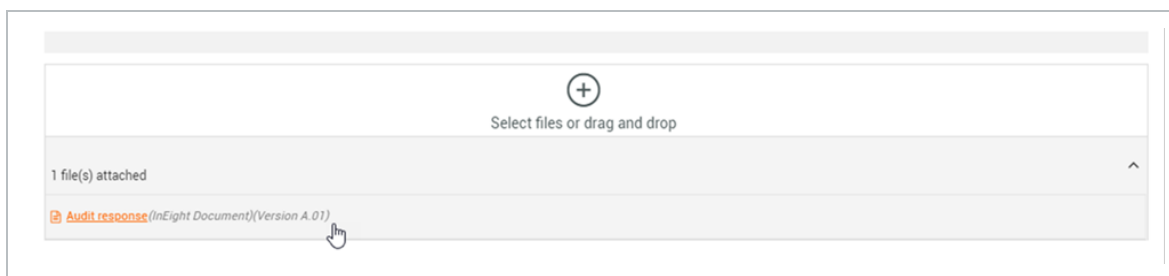 Select files or drag and drop
1 file(s) attached
Audit response(InEight Document)(Version A.01)